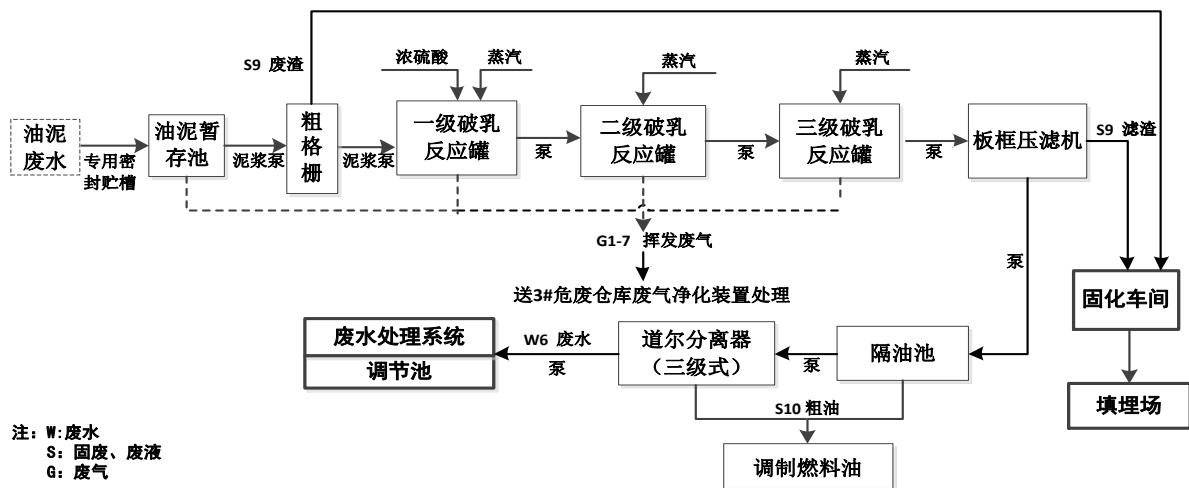 S9 废渣
浓硫酸
蒸汽
蒸汽
蒸汽
油泥
废水
专用密
封贮槽
油泥暂
存池
泥浆泵
粗
格
栅
泥浆泵
一级破乳
反应罐
泵
二级破乳
反应罐
泵
三级破乳
反应罐
泵
板框压滤机
S9 滤渣
G1-7 挥发废气
送3#危废仓库废气净化装置处理
泵
固化车间
废水处理系统
调节池
W6 废水
泵
道尔分离器
（三级式）
泵
隔油池
填埋场
S10 粗油
调制燃料油
注：W:废水
S：固废、废液
G：废气